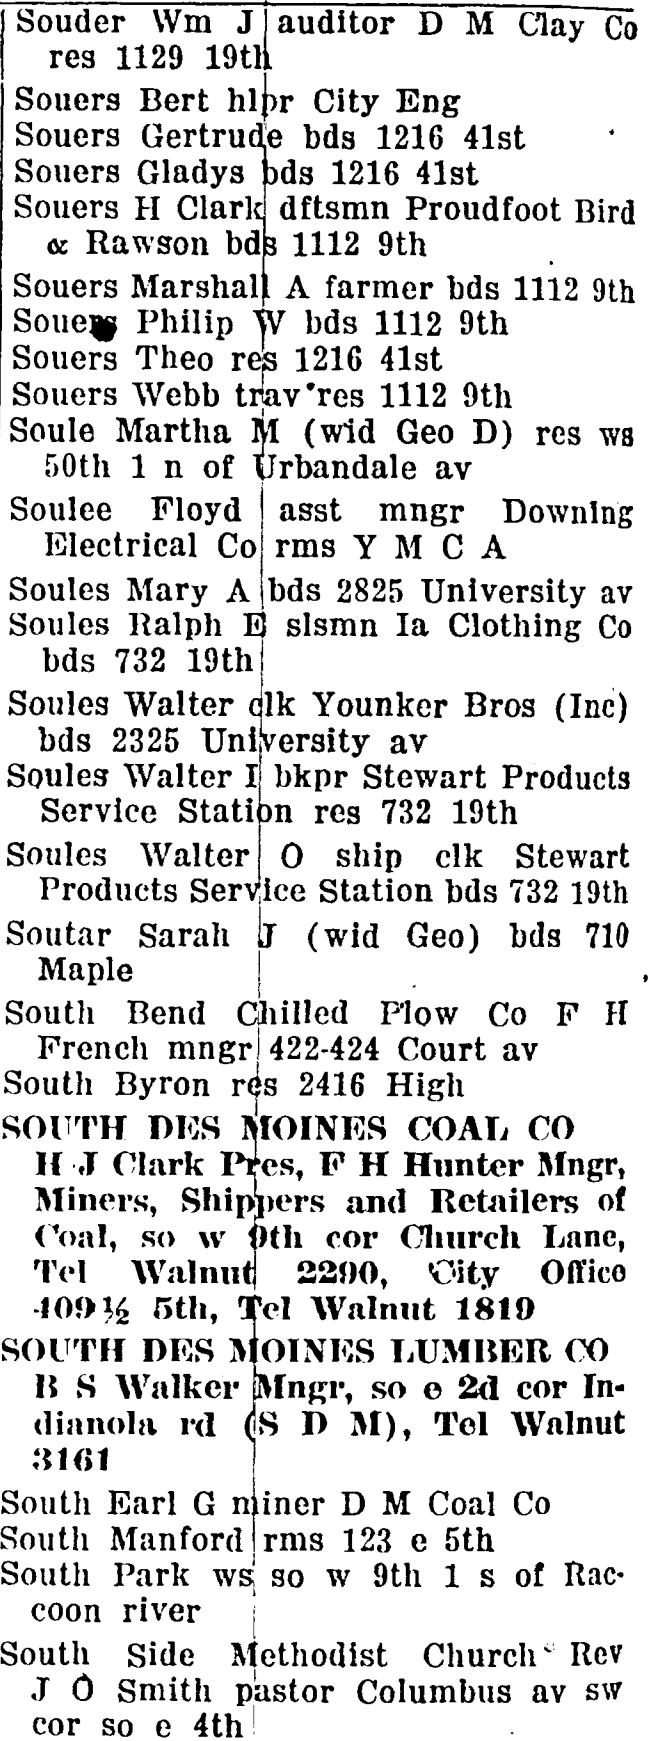 Souder Wm J auditor D M Clay Co
res 1129 19th
Souers Bert hlpr City Eng
Souers Gertrude bds 1216 41st
Souers Gladys bds 1216 41st
Souers H Clark dftsmn Proudfoot Bird
& Rawson bds 1112 9th
Souers Marshall A farmer bds 1112 9th
Souers Philip W bds 1112 9th
Souers Theo res 1216 41st
Souers Webb trav res 1112 9th
Soule Martha M (wid Geo D) res ws
50th 1 n of Urbandale av
Soulee Floyd asst mngr Downing
Electrical Co rms Y M C A
Soules Mary A bds 2825 University av
Soules Ralph E slsmn Ia Clothing Co
bds 732 19th
Soules Walter clk Younker Bros (Inc)
bds 2325 University av
Soules Walter I bkpr Stewart Products
Service Station res 732 19th
Soules Walter O ship clk Stewart
Products Service Station bds 732 19th
Soutar Sarah J (wid Geo) bds 710
Maple
South Bend Chilled Plow Co F H
French mngr 422-424 Court av
South Byron res 2416 High
SOUTH DES MOINES COAL CO
H J Clark Pres, F H Hunter Mngr,
Miners, Shippers and Retailers of
Coal, so w 9th cor Church Lane,
Tel Walnut 2290, City Office
409½ 5th, Tel Walnut 1819
SOUTH DES MOINES LUMBER CO
B S Walker Mngr, so e 2d cor In-
dianola rd (S D M), Tel Walnut
3161
South Earl G miner D M Coal Co
South Manford rms 123 e 5th
South Park ws so w 9th 1 s of Rac-
coon river
South Side Methodist Church Rev
J O Smith pastor Columbus av sw
cor so e 4th